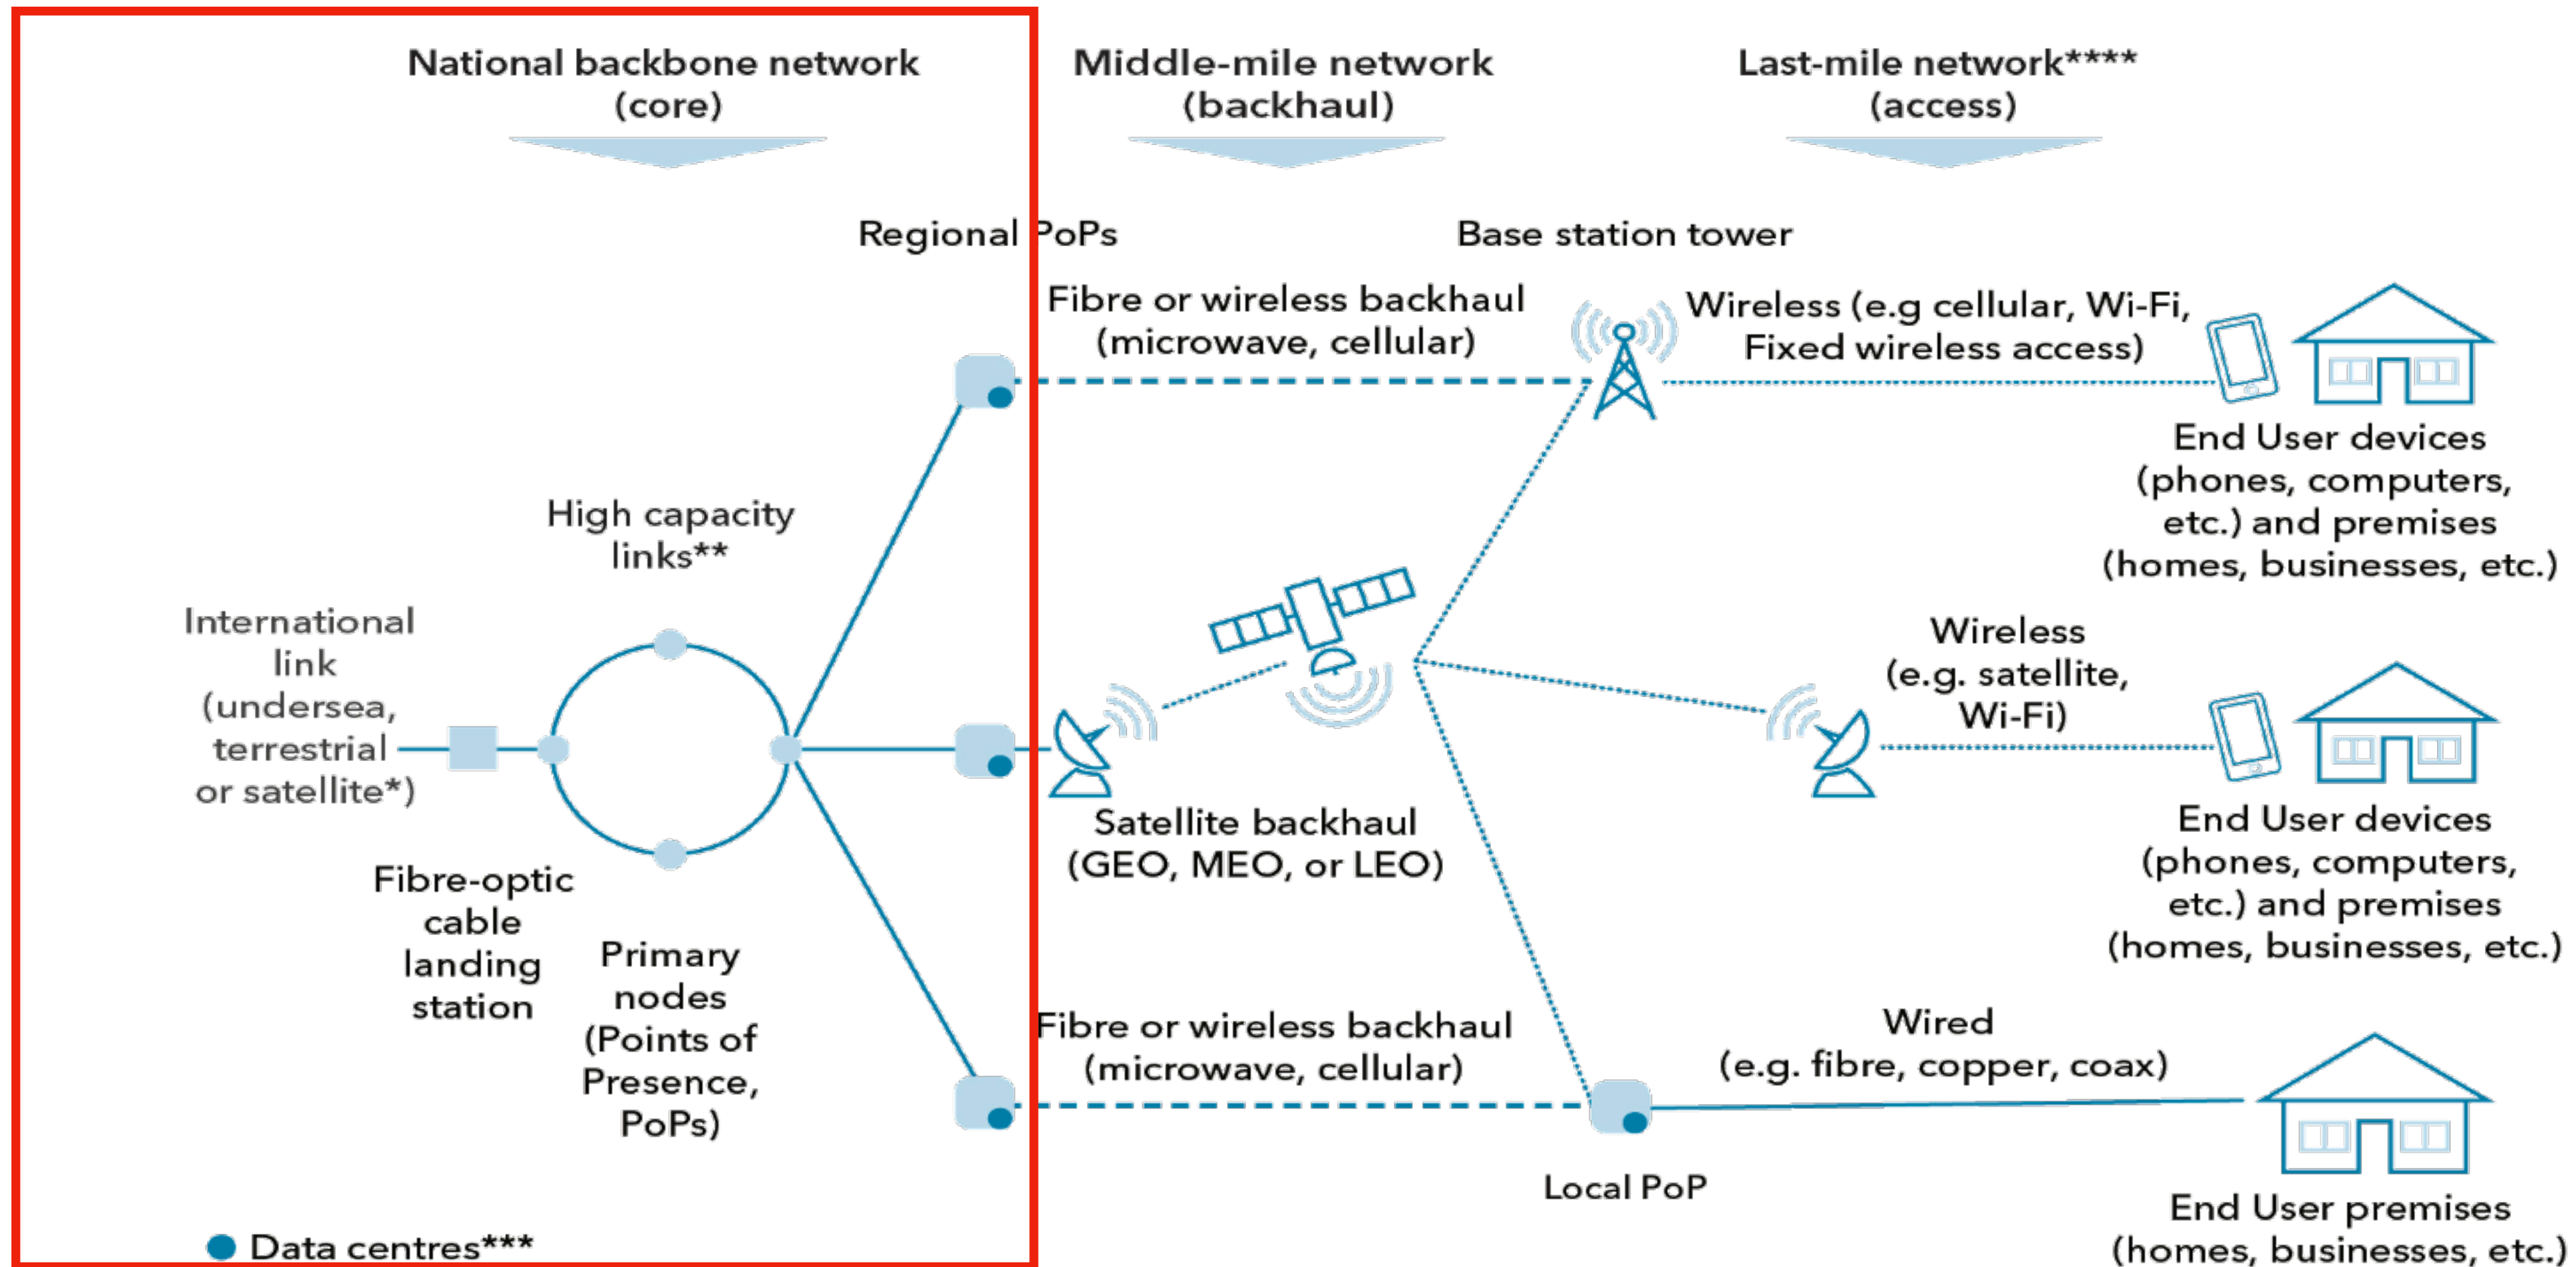 National backbone network
(core)
Middle-mile network
(backhaul)
Last-mile network****
(access)
Regional PoPs
Base station tower
Fibre or wireless backhaul
(microwave, cellular)
Wireless (e.g cellular, Wi-Fi,
Fixed wireless access)
End User devices
(phones, computers,
etc.) and premises
(homes, businesses, etc.)
High capacity
links**
International
link
(undersea,
terrestrial
or satellite*)
Fibre-optic
cable
landing
station
Primary
nodes
(Points of
Presence,
PoPs)
Satellite backhaul
(GEO, MEO, or LEO)
Wireless
(e.g. satellite,
Wi-Fi)
End User devices
(phones, computers,
etc.) and premises
(homes, businesses, etc.)
Fibre or wireless backhaul
(microwave, cellular)
Wired
(e.g. fibre, copper, coax)
Local PoP
End User premises
(homes, businesses, etc.)
Data centres***